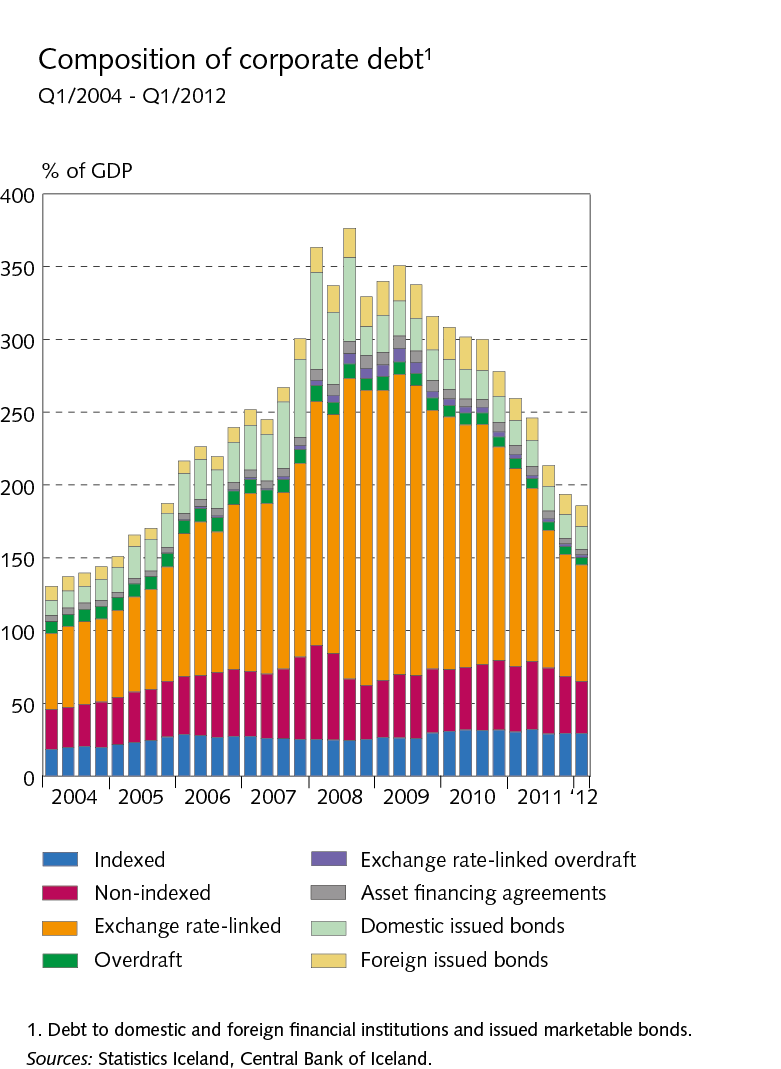 Composition of corporate debt¹
Q1/2004 - Q1/2012
% of GDP
400
350
300
250
200
150
100
50
0
2004 2005 2006 2007 2008 2009 2010 2011 '12
Indexed
Non-indexed
Exchange rate-linked
Overdraft
Exchange rate-linked overdraft
Asset financing agreements
Domestic issued bonds
Foreign issued bonds
1. Debt to domestic and foreign financial institutions and issued marketable bonds.
Sources: Statistics Iceland, Central Bank of Iceland.